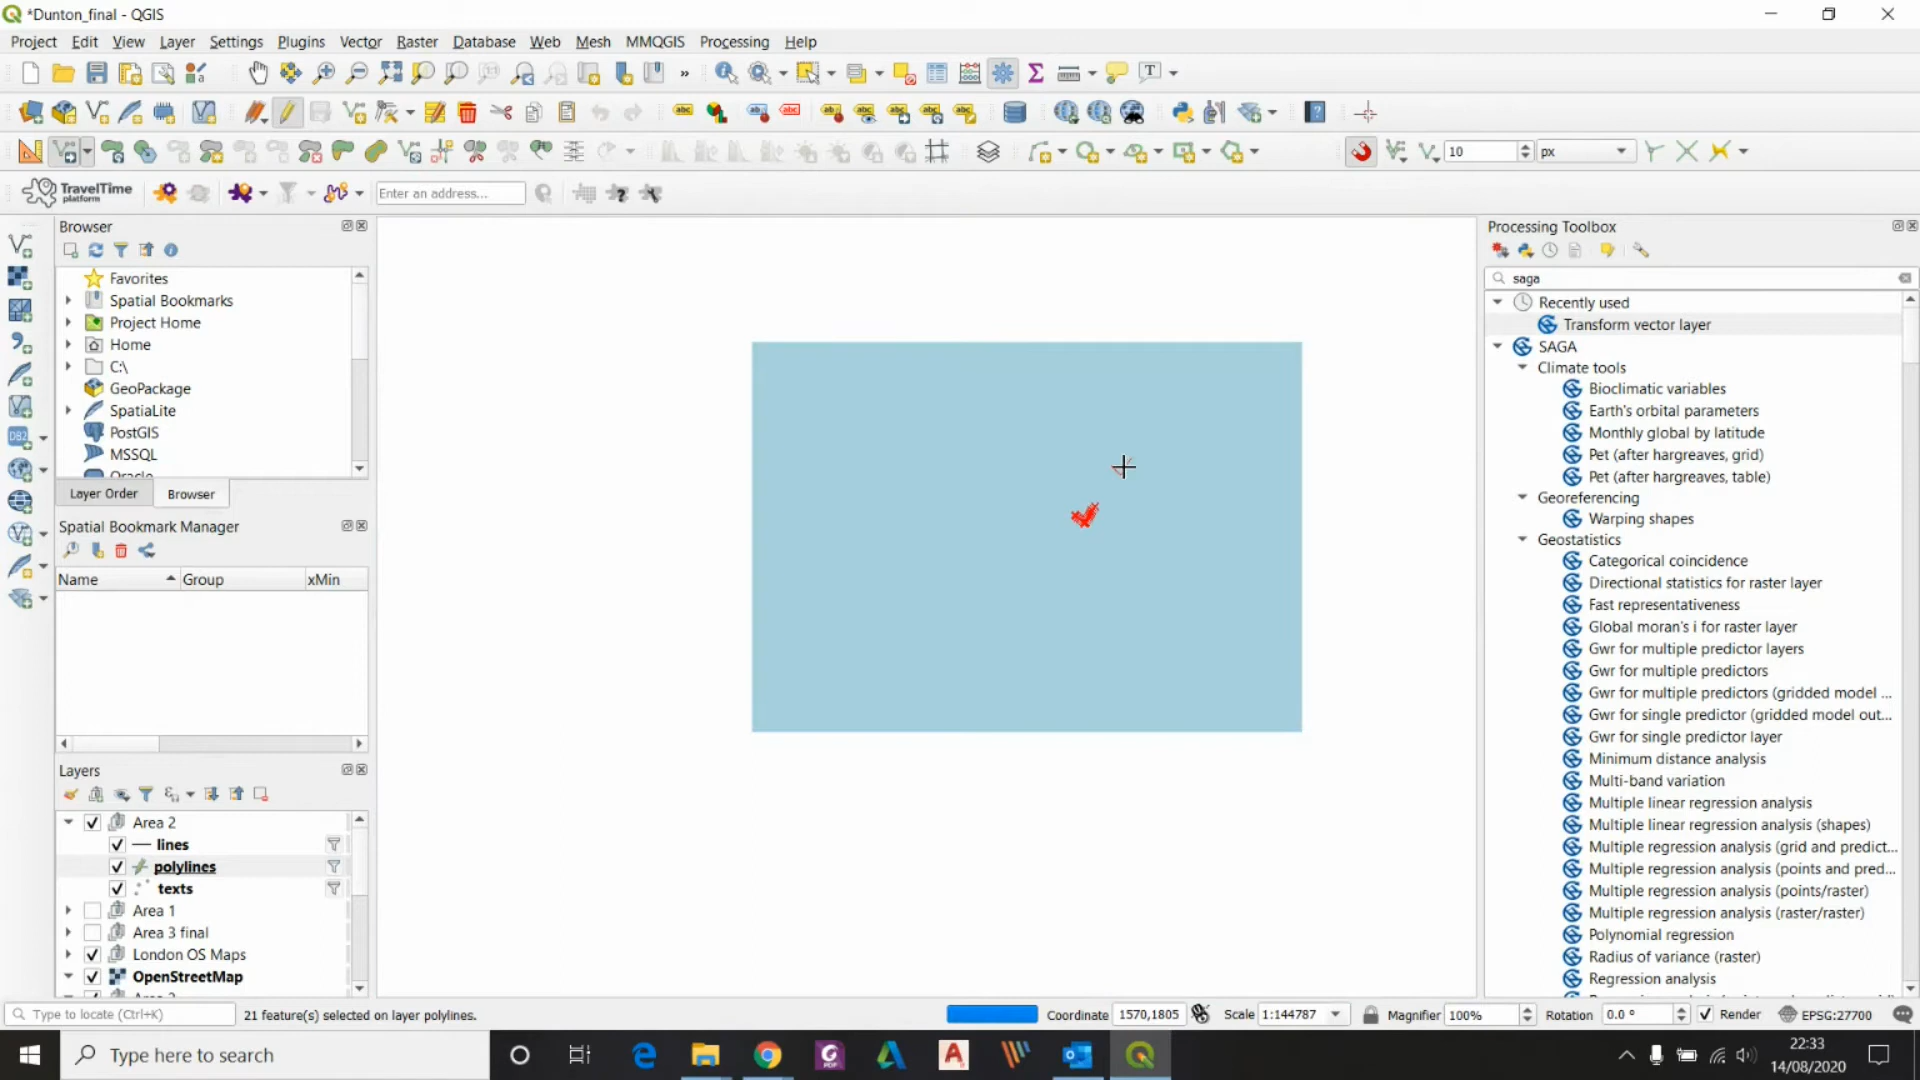 *Dunton_final - QGIS
Project Edit View Layer Settings Plugins Vector Raster Database Web Mesh MMQGIS Processing Help
10 px
TravelTime platform
Enter an address...
Browser
Favorites
Spatial Bookmarks
Project Home
Home
C:\
GeoPackage
SpatiaLite
PostGIS
MSSQL
Oracle
Layer Order Browser
Spatial Bookmark Manager
Name Group xMin
Layers
Area 2
lines
polylines
texts
Area 1
Area 3 final
London OS Maps
OpenStreetMap
Processing Toolbox
saga
Recently used
Transform vector layer
SAGA
Climate tools
Bioclimatic variables
Earth's orbital parameters
Monthly global by latitude
Pet (after hargreaves, grid)
Pet (after hargreaves, table)
Georeferencing
Warping shapes
Geostatistics
Categorical coincidence
Directional statistics for raster layer
Fast representativeness
Global moran's i for raster layer
Gwr for multiple predictor layers
Gwr for multiple predictors
Gwr for multiple predictors (gridded model ...
Gwr for single predictor (gridded model out...
Gwr for single predictor layer
Minimum distance analysis
Multi-band variation
Multiple linear regression analysis
Multiple linear regression analysis (shapes)
Multiple regression analysis (grid and predict...
Multiple regression analysis (points and pred...
Multiple regression analysis (points/raster)
Multiple regression analysis (raster/raster)
Polynomial regression
Radius of variance (raster)
Regression analysis
Type to locate (Ctrl+K) 21 feature(s) selected on layer polylines. Coordinate 1570,1805 Scale 1:144787 Magnifier 100% Rotation 0.0 ° Render EPSG:27700
Type here to search
22:33
14/08/2020